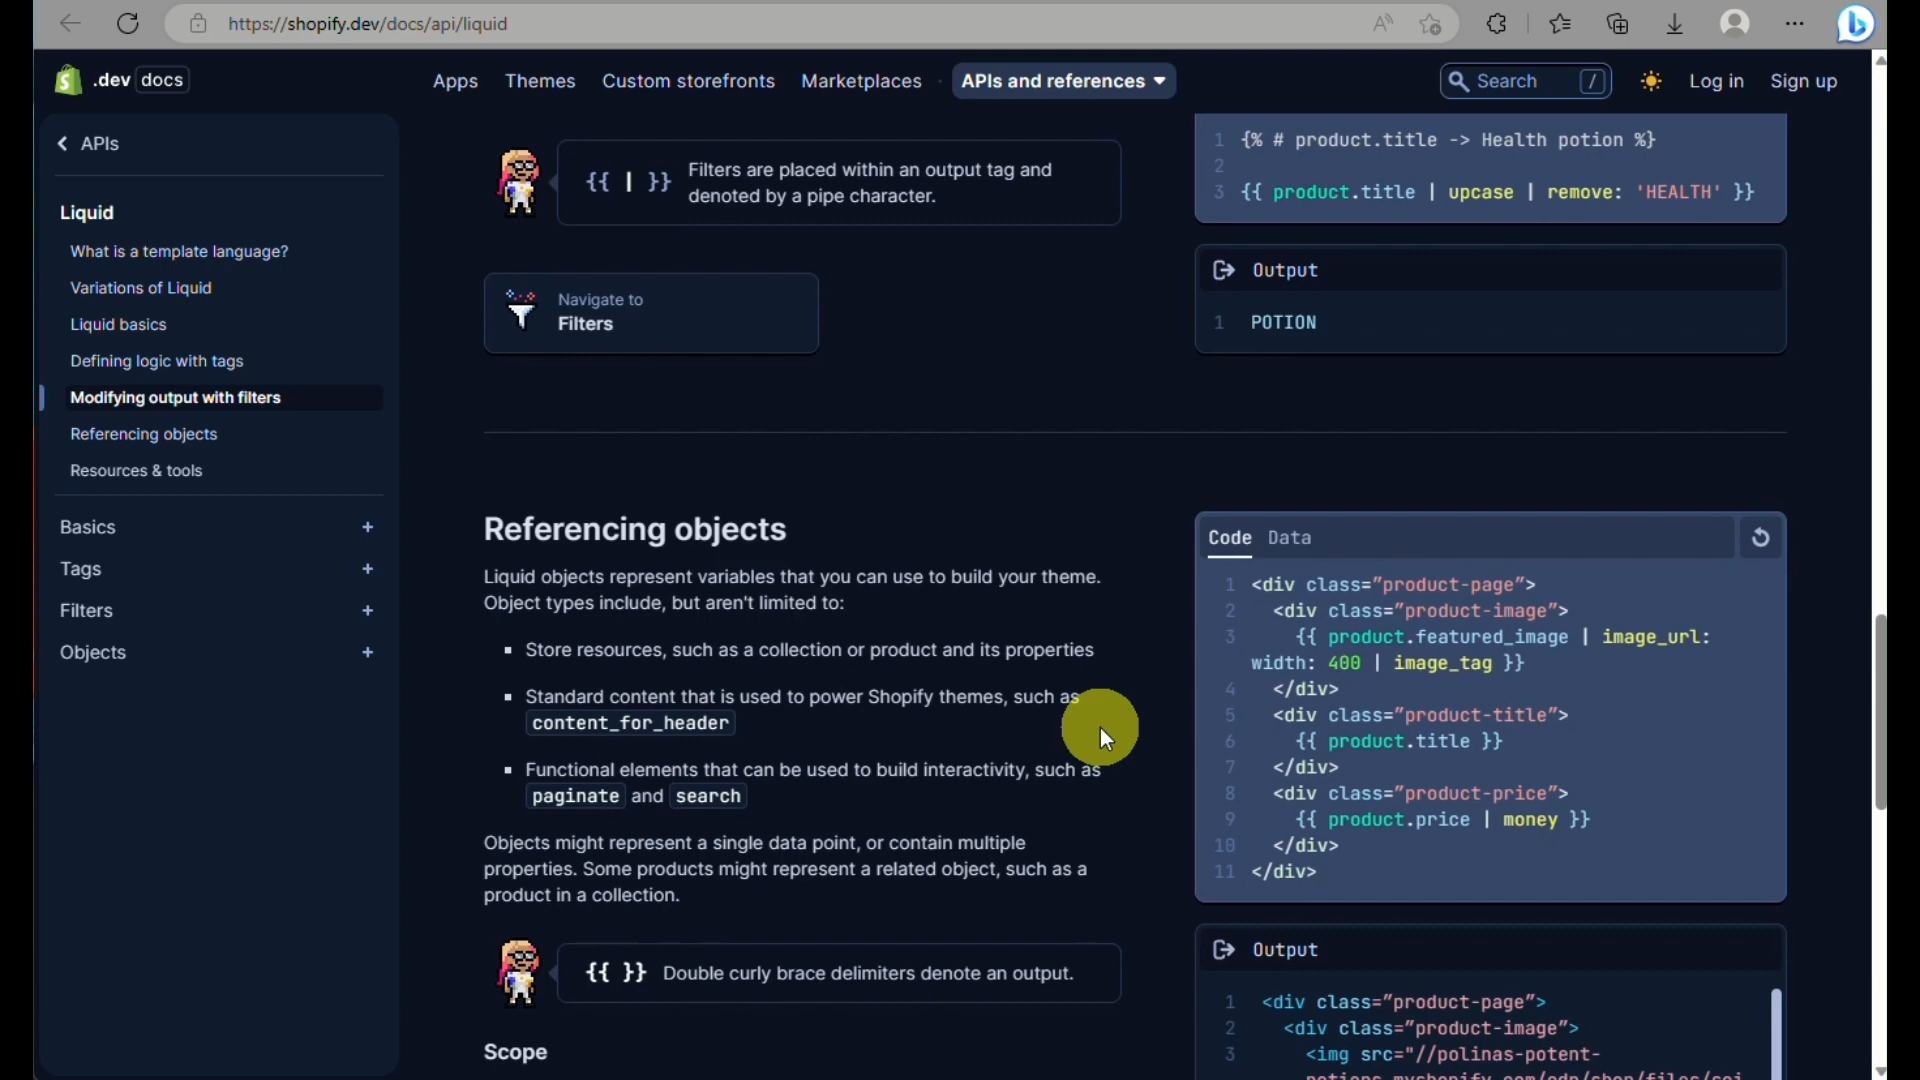 https://shopify.dev/docs/api/liquid
.dev docs
Apps Themes Custom storefronts Marketplaces APIs and references
Search / Log in Sign up
APIs
Liquid
What is a template language?
Variations of Liquid
Liquid basics
Defining logic with tags
Modifying output with filters
Referencing objects
Resources & tools
Basics +
Tags +
Filters +
Objects +
{{ | }} Filters are placed within an output tag and
denoted by a pipe character.
Navigate to
Filters
1 {% # product.title -> Health potion %}
2
3 {{ product.title | upcase | remove: 'HEALTH' }}
Output
1 POTION
Referencing objects
Liquid objects represent variables that you can use to build your theme.
Object types include, but aren't limited to:
▪ Store resources, such as a collection or product and its properties
▪ Standard content that is used to power Shopify themes, such as
content_for_header
▪ Functional elements that can be used to build interactivity, such as
paginate and search
Objects might represent a single data point, or contain multiple
properties. Some products might represent a related object, such as a
product in a collection.
{{ }} Double curly brace delimiters denote an output.
Scope
Code Data
1 <div class=”product-page”>
2 <div class=”product-image”>
3 {{ product.featured_image | image_url:
width: 400 | image_tag }}
4 </div>
5 <div class=”product-title”>
6 {{ product.title }}
7 </div>
8 <div class=”product-price”>
9 {{ product.price | money }}
10 </div>
11 </div>
Output
1 <div class=”product-page”>
2 <div class=”product-image”>
3 <img src="//polinas-potent-